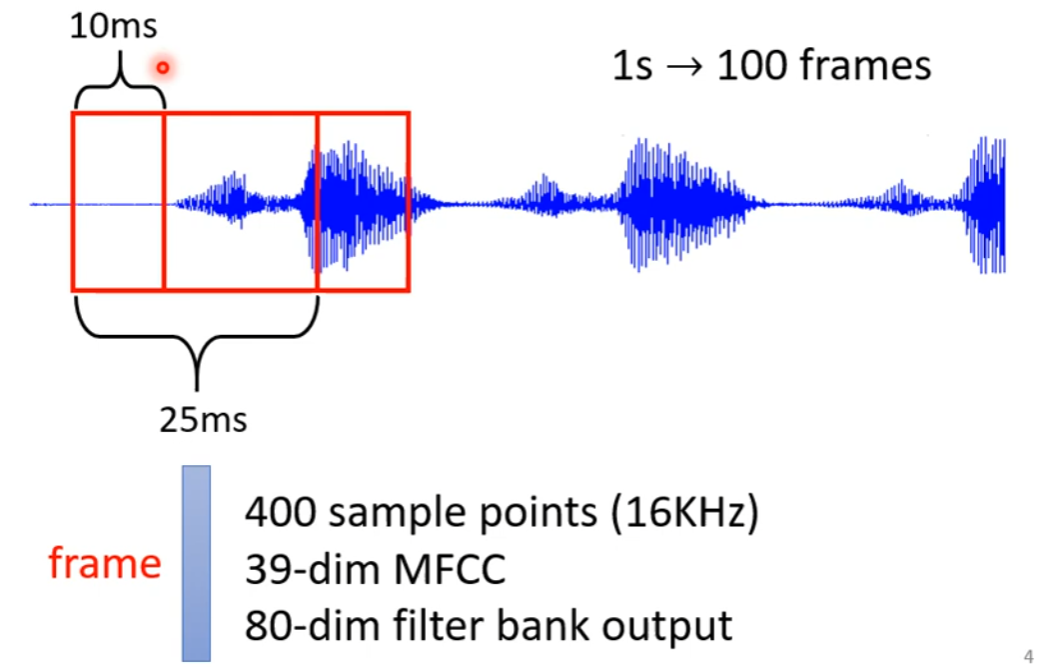 10ms
1s → 100 frames
25ms
400 sample points (16KHz)
frame
39-dim MFCC
80-dim filter bank output
4